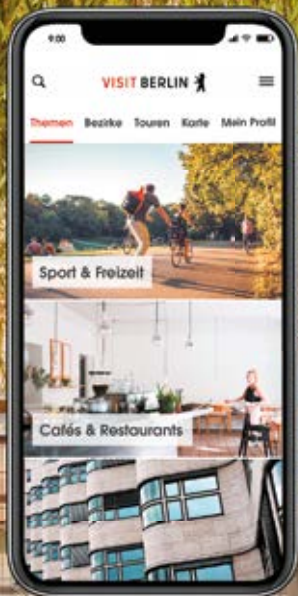 9:00
VISIT BERLIN
Themen Bezirke Touren Karte Mein Profil
Sport & Freizeit
Cafés & Restaurants